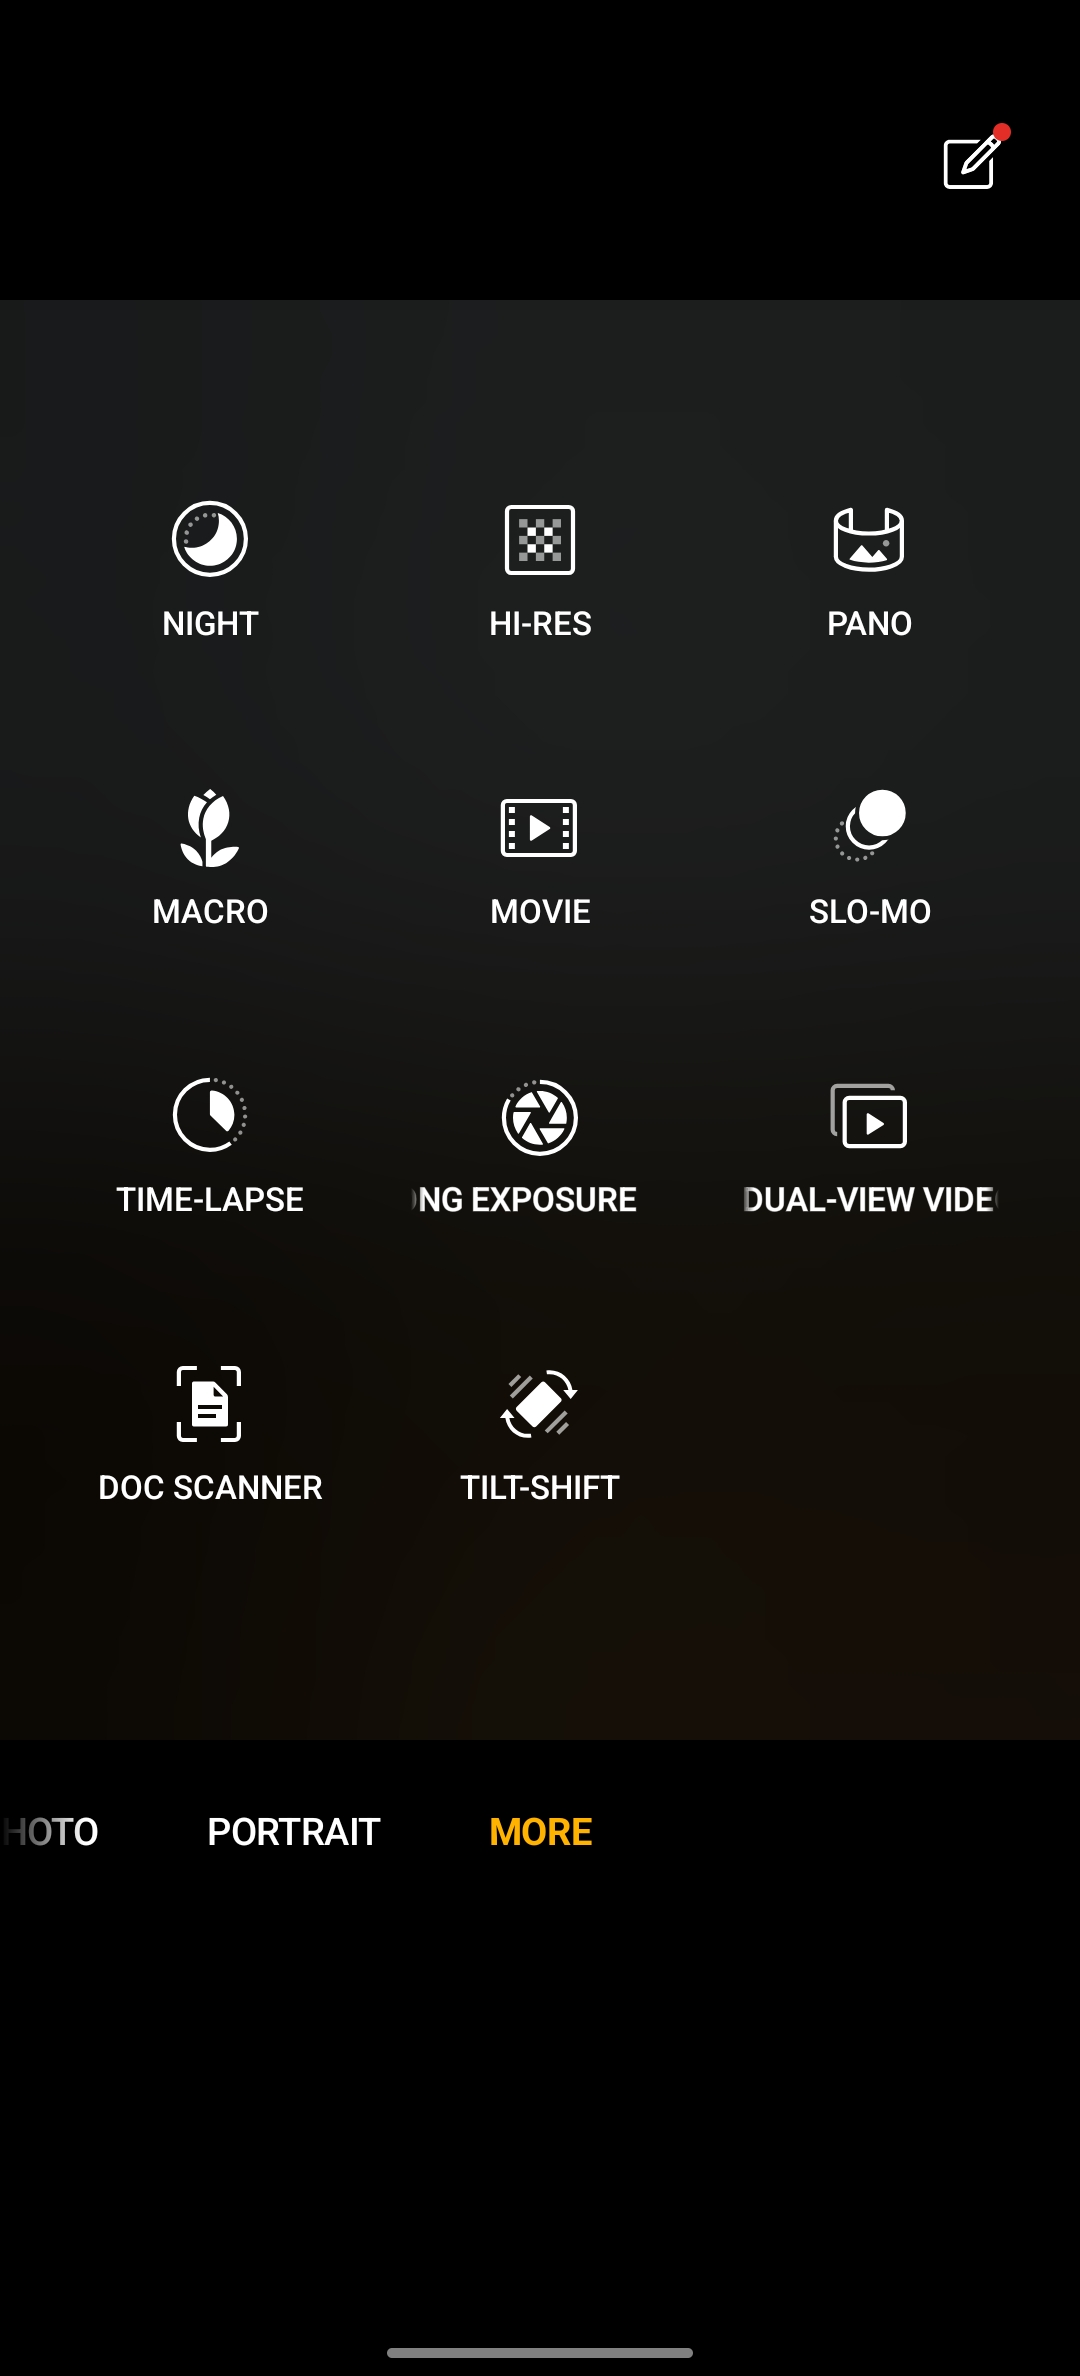 NIGHT HI-RES PANO
MACRO MOVIE SLO-MO
TIME-LAPSE NG EXPOSURE DUAL-VIEW VIDE
DOC SCANNER TILT-SHIFT
HOTO PORTRAIT MORE